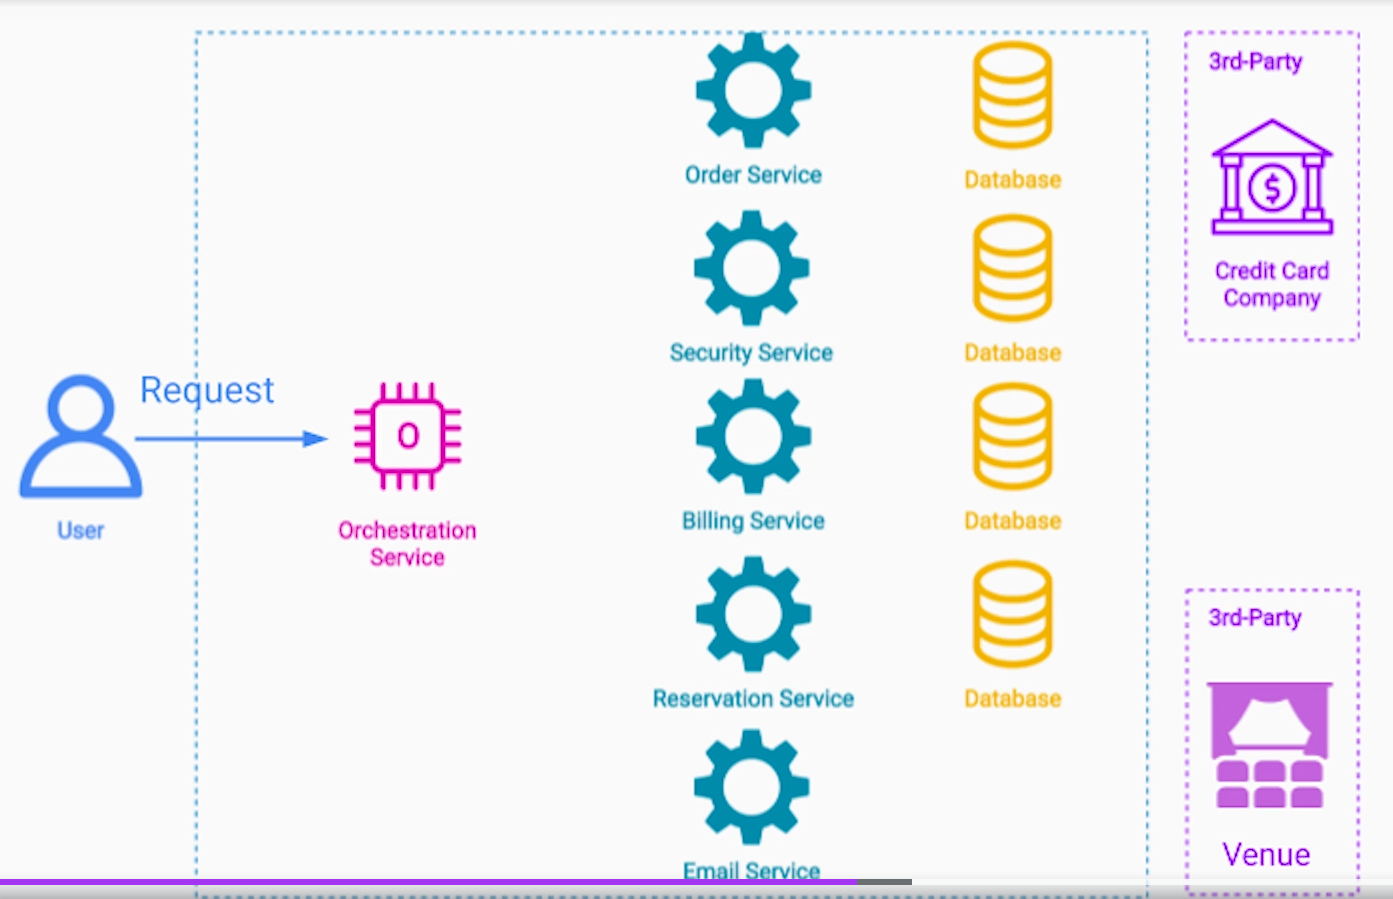 3rd-Party
Order Service
Database
Credit Card
Company
Security Service
Database
Request
0
User
Orchestration
Service
Billing Service
Database
3rd-Party
Reservation Service
Database
Venue
Email Service